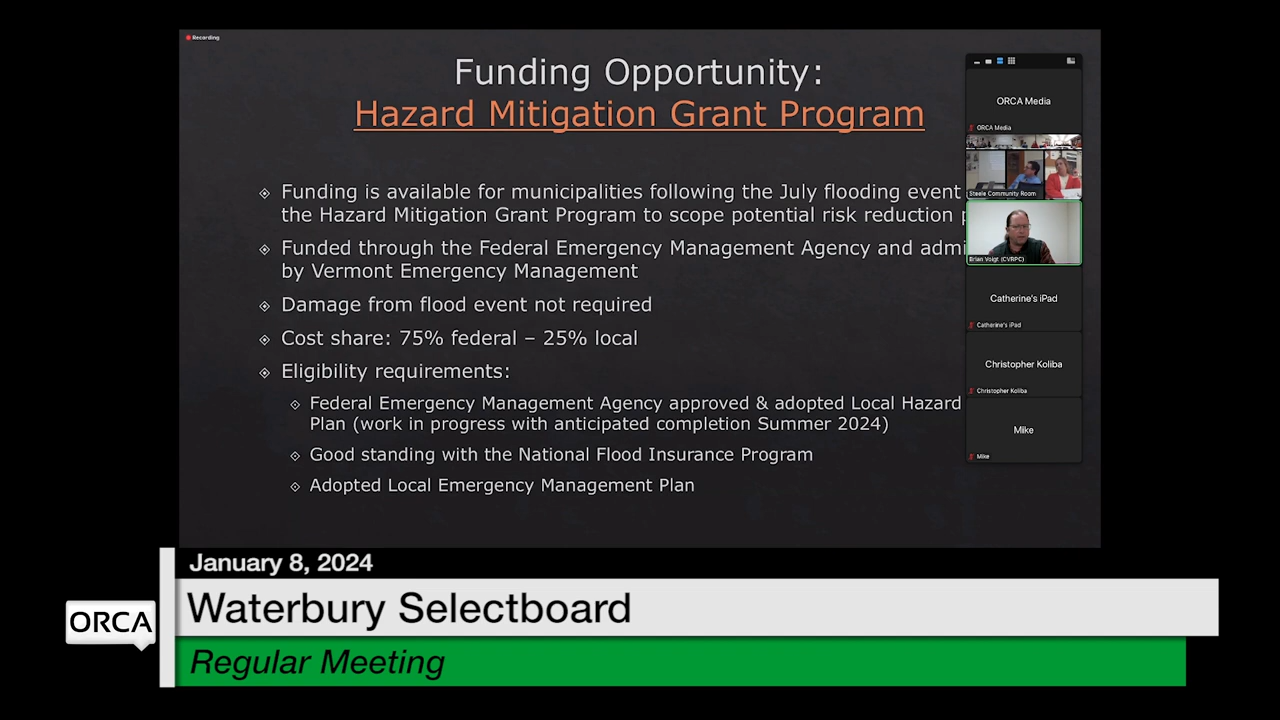 Recording
Funding Opportunity:
Hazard Mitigation Grant Program
Funding is available for municipalities following the July flooding event
the Hazard Mitigation Grant Program to scope potential risk reduction
Funded through the Federal Emergency Management Agency and admi
by Vermont Emergency Management
Damage from flood event not required
Cost share: 75% federal – 25% local
Eligibility requirements:
Federal Emergency Management Agency approved & adopted Local Hazard
Plan (work in progress with anticipated completion Summer 2024)
Good standing with the National Flood Insurance Program
Adopted Local Emergency Management Plan
ORCA Media
ORCA Media
Steele Community Room
Brian Voigt (CVRPC)
Catherine's iPad
Catherine's iPad
Christopher Koliba
Christopher Koliba
Mike
Mike
January 8, 2024
ORCA
Waterbury Selectboard
Regular Meeting